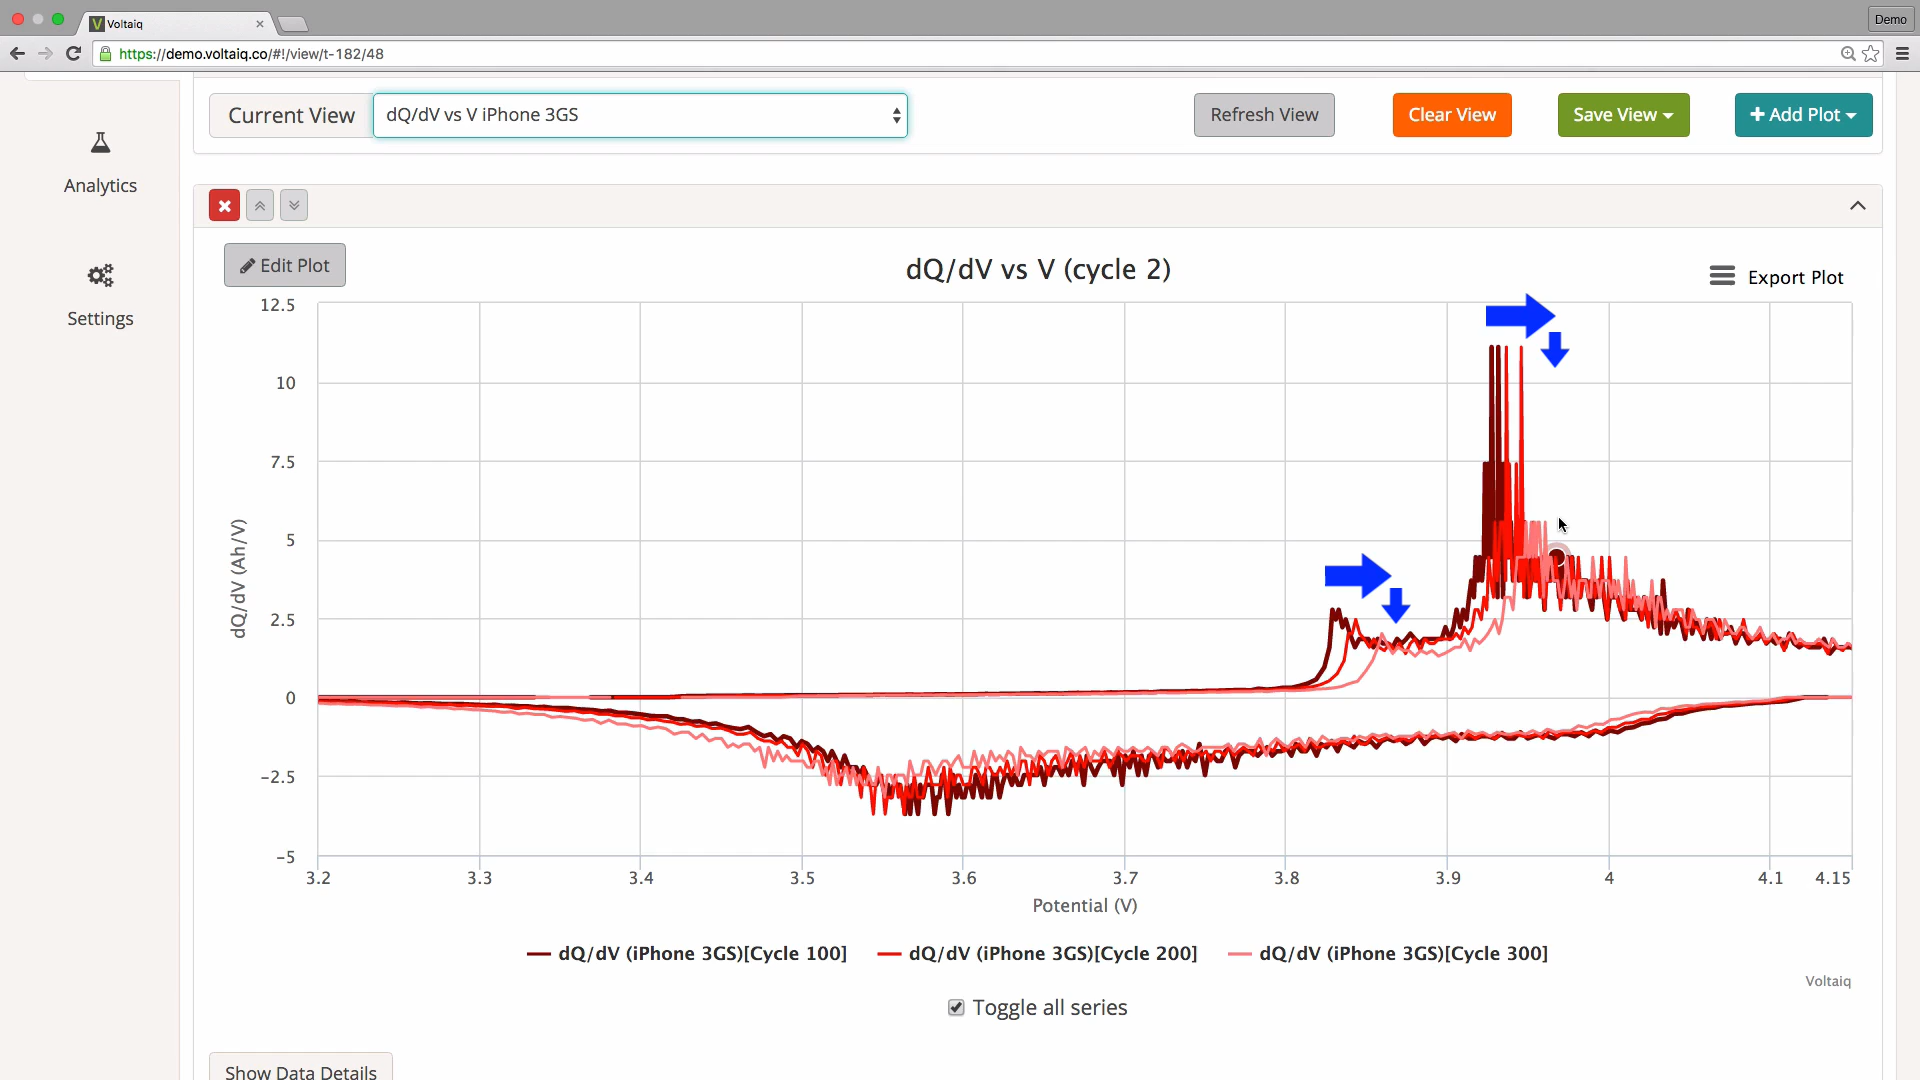 Voltaiq
Demo
https://demo.voltaiq.co/#!/view/t-182/48
Current View
dQ/dV vs V iPhone 3GS
Refresh View
Clear View
Save View
Add Plot
Analytics
Settings
Edit Plot
dQ/dV vs V (cycle 2)
Export Plot
12.5
10
7.5
5
2.5
0
−2.5
−5
dQ/dV (Ah/V)
3.2 3.3 3.4 3.5 3.6 3.7 3.8 3.9 4 4.1 4.15
Potential (V)
dQ/dV (iPhone 3GS)[Cycle 100] dQ/dV (iPhone 3GS)[Cycle 200] dQ/dV (iPhone 3GS)[Cycle 300]
Voltaiq
Toggle all series
Show Data Details